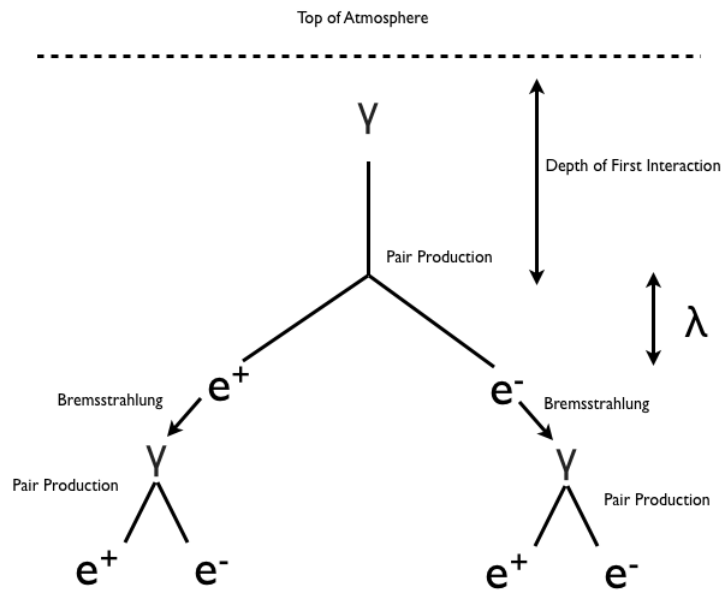 Top of Atmosphere
γ
Depth of First Interaction
Pair Production
λ
e⁺
e⁻
Bremsstrahlung
Bremsstrahlung
γ
γ
Pair Production
Pair Production
e⁺ e⁻
e⁺ e⁻